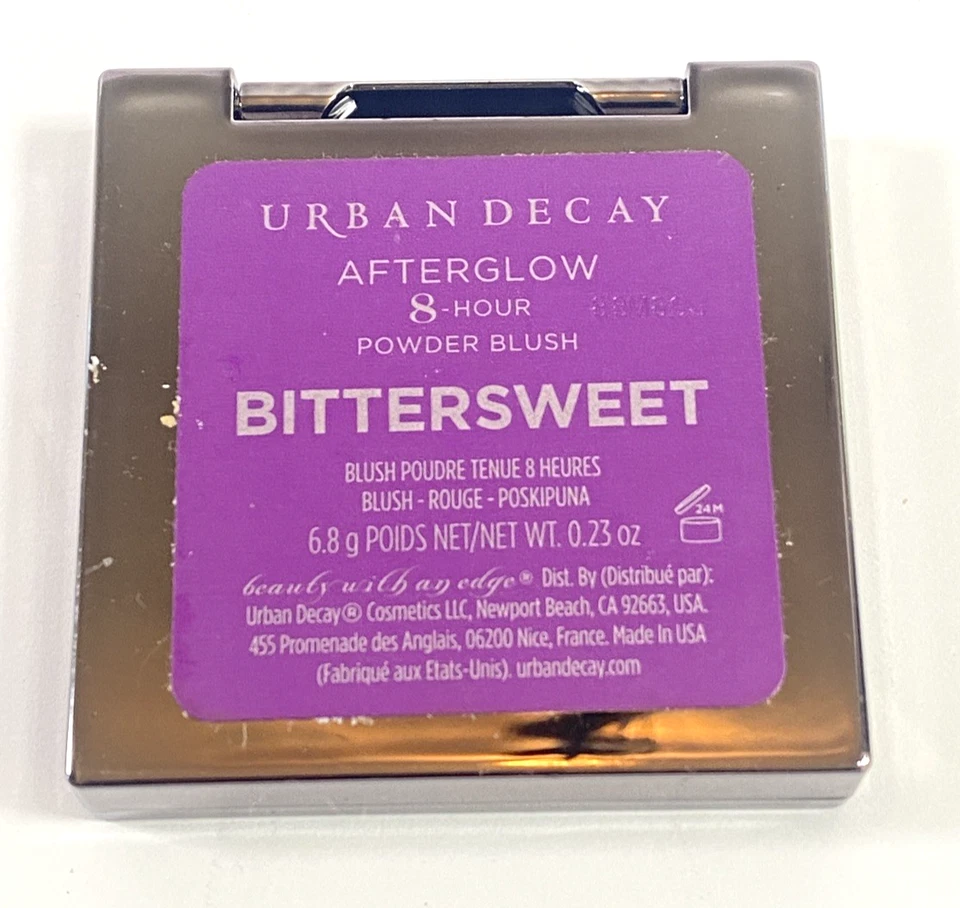 URBAN DECAY
AFTERGLOW
8-HOUR
POWDER BLUSH
BITTERSWEET
BLUSH POUDRE TENUE 8 HEURES
BLUSH - ROUGE - POSKIPUNA
24M
6.8 g POIDS NET/NET WT. 0.23 oz
beauty with an edge® Dist. By (Distribué par):
Urban Decay® Cosmetics LLC, Newport Beach, CA 92663, USA.
455 Promenade des Anglais, 06200 Nice, France. Made In USA
(Fabriqué aux Etats-Unis). urbandecay.com